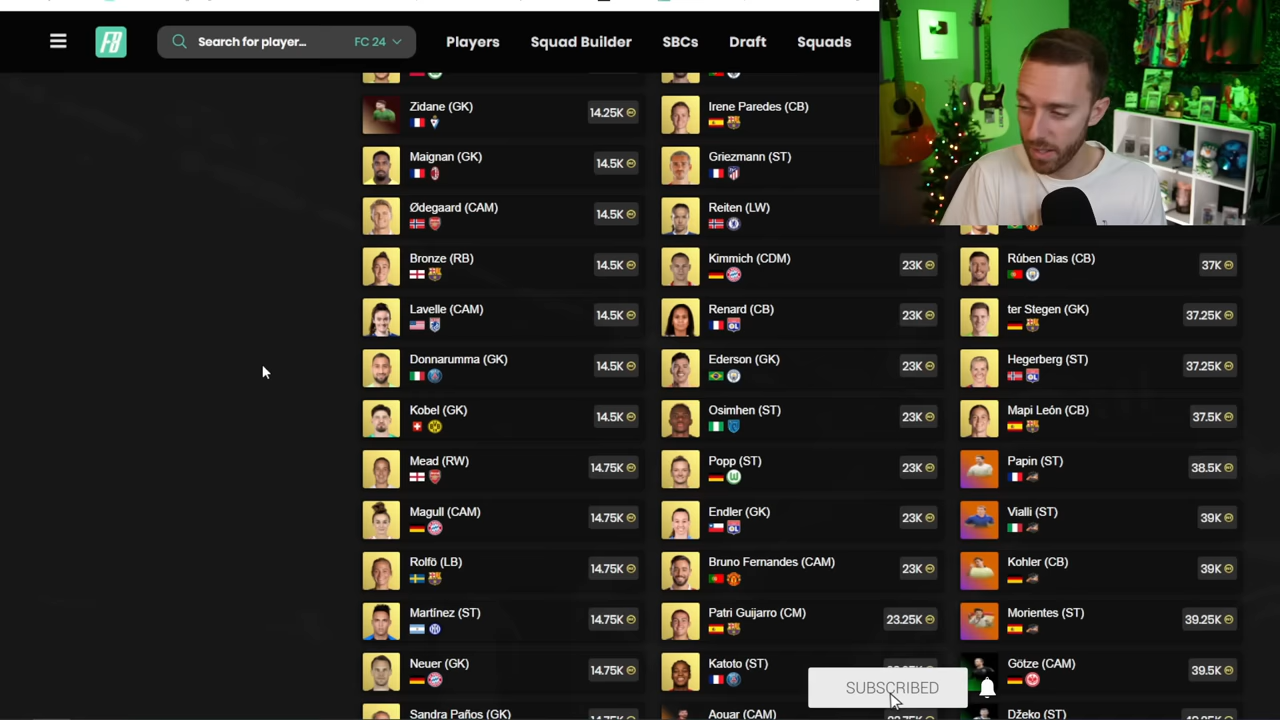 FB
Search for player...
FC 24
Players
Squad Builder
SBCs
Draft
Squads
Zidane (GK)
14.25K
Maignan (GK)
14.5K
Ødegaard (CAM)
14.5K
Bronze (RB)
14.5K
Lavelle (CAM)
14.5K
Donnarumma (GK)
14.5K
Kobel (GK)
14.5K
Mead (RW)
14.75K
Magull (CAM)
14.75K
Rolfö (LB)
14.75K
Martínez (ST)
14.75K
Neuer (GK)
14.75K
Sandra Paños (GK)
Irene Paredes (CB)
Griezmann (ST)
Reiten (LW)
Kimmich (CDM)
23K
Renard (CB)
23K
Ederson (GK)
23K
Osimhen (ST)
23K
Popp (ST)
23K
Endler (GK)
23K
Bruno Fernandes (CAM)
23K
Patri Guijarro (CM)
23.25K
Katoto (ST)
Aouar (CAM)
Rúben Dias (CB)
37K
ter Stegen (GK)
37.25K
Hegerberg (ST)
37.25K
Mapi León (CB)
37.5K
Papin (ST)
38.5K
Vialli (ST)
39K
Kohler (CB)
39K
Morientes (ST)
39.25K
Götze (CAM)
39.5K
Džeko (ST)
SUBSCRIBED